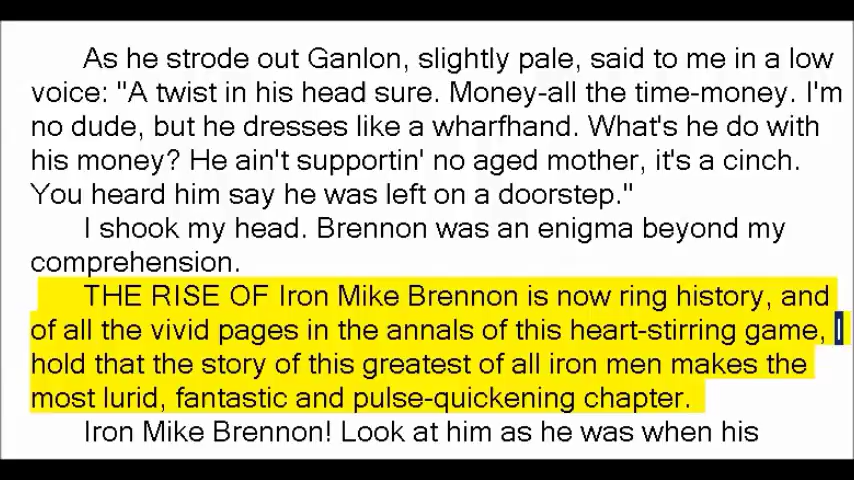 As he strode out Ganlon, slightly pale, said to me in a low
voice: "A twist in his head sure. Money-all the time-money. I'm
no dude, but he dresses like a wharfhand. What's he do with
his money? He ain't supportin' no aged mother, it's a cinch.
You heard him say he was left on a doorstep."
I shook my head. Brennon was an enigma beyond my
comprehension.
THE RISE OF Iron Mike Brennon is now ring history, and
of all the vivid pages in the annals of this heart-stirring game, I
hold that the story of this greatest of all iron men makes the
most lurid, fantastic and pulse-quickening chapter.
Iron Mike Brennon! Look at him as he was when his